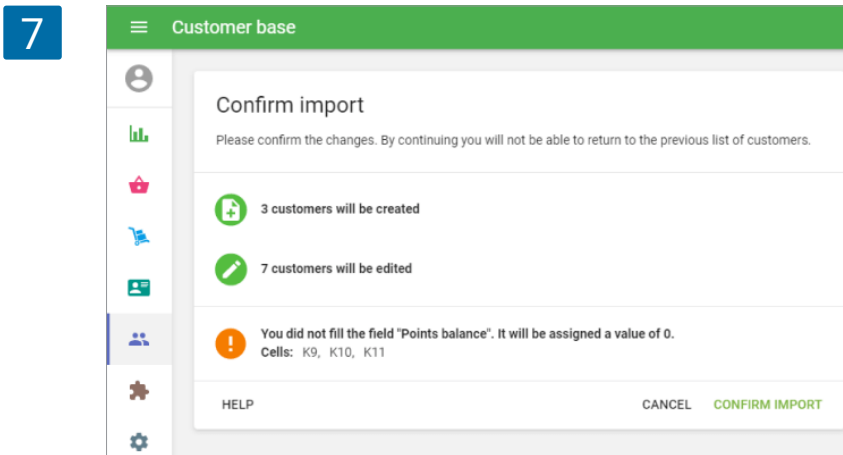 7
Customer base
Confirm import
Please confirm the changes. By continuing you will not be able to return to the previous list of customers.
3 customers will be created
7 customers will be edited
You did not fill the field "Points balance". It will be assigned a value of 0.
Cells: K9, K10, K11
HELP CANCEL CONFIRM IMPORT